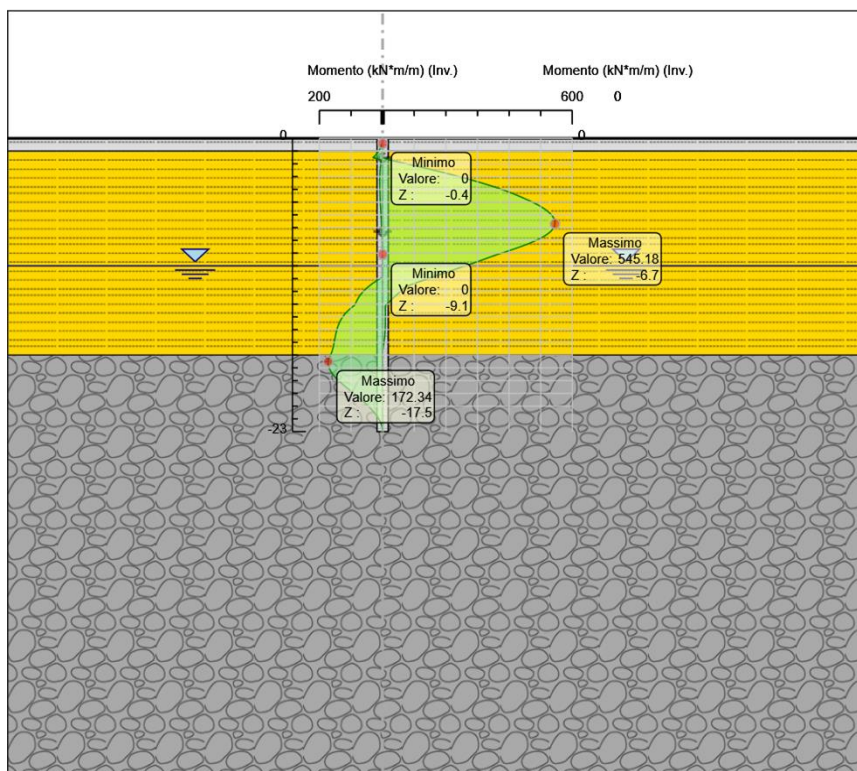 Momento (kN*m/m) (Inv.)
Momento (kN*m/m) (Inv.)
200
600
0
0
0
Minimo
Valore: 0
Z : -0.4
Massimo
Valore: 545.18
Z : -6.7
Minimo
Valore: 0
Z : -9.1
Massimo
Valore: 172.34
Z : -17.5
-23